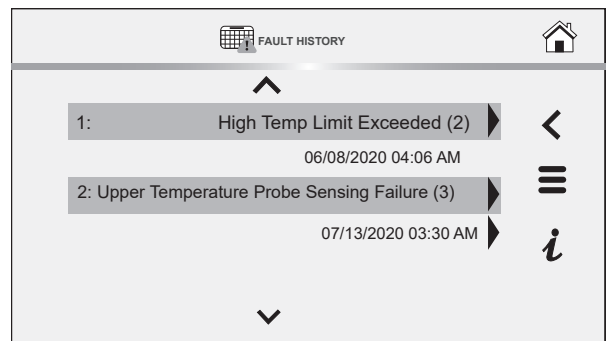 FAULT HISTORY
1: High Temp Limit Exceeded (2)
06/08/2020 04:06 AM
2: Upper Temperature Probe Sensing Failure (3)
07/13/2020 03:30 AM
i